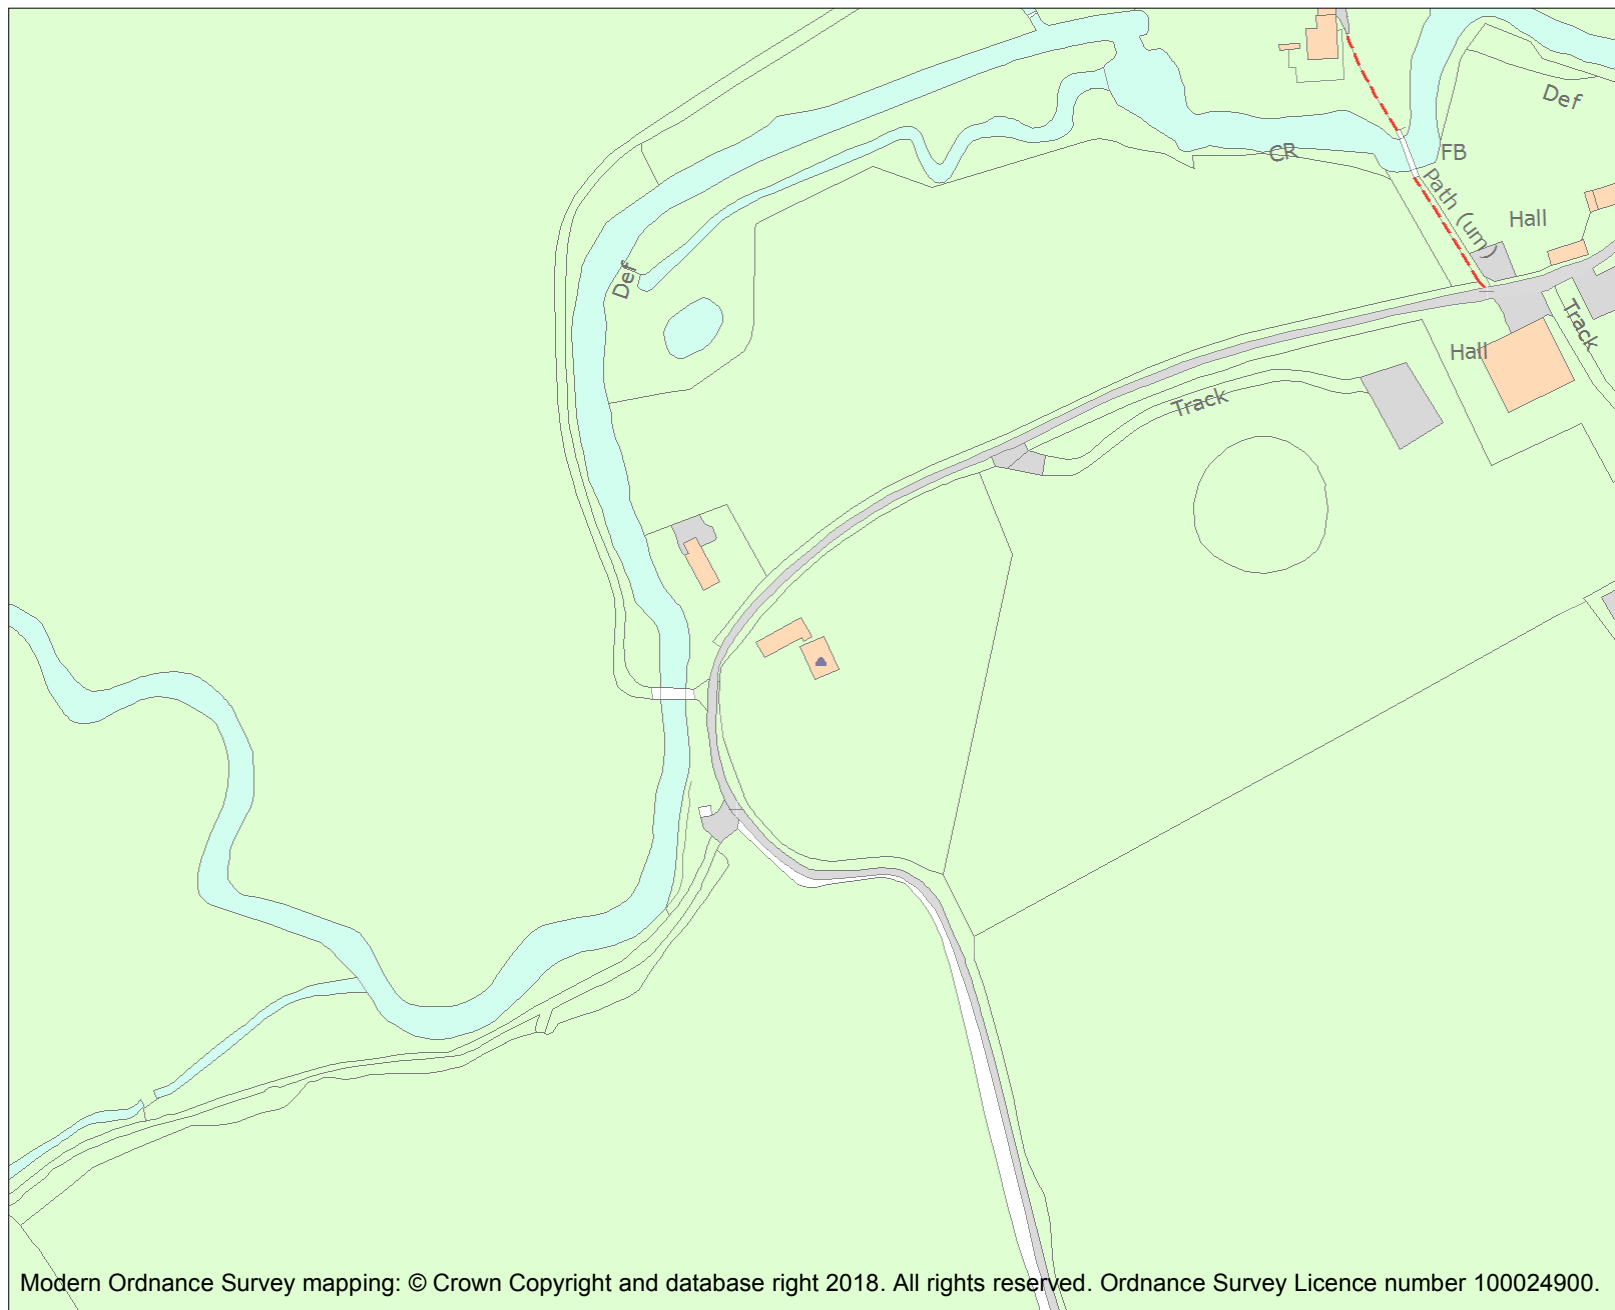 Def
CR
FB
Path (um)
Hall
Def
Track
Hall
Track
Modern Ordnance Survey mapping: © Crown Copyright and database right 2018. All rights reserved. Ordnance Survey Licence number 100024900.